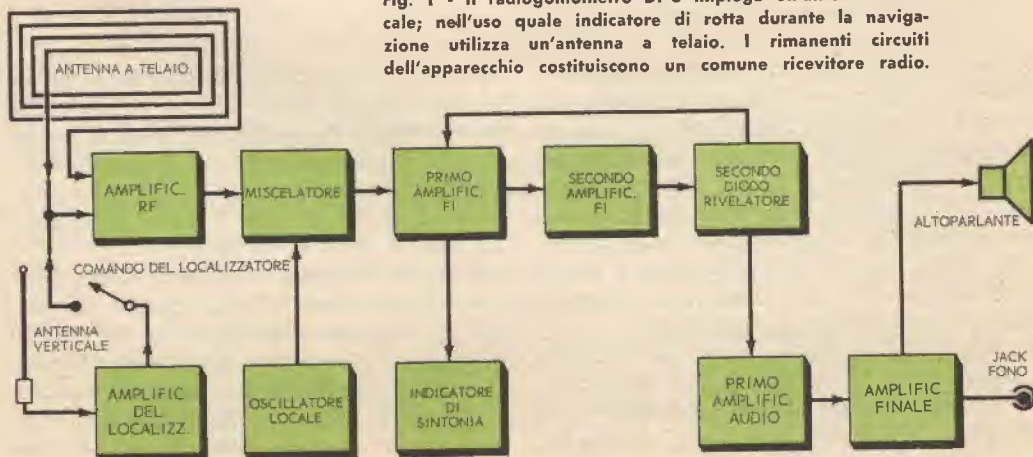 cale; nell'uso quale indicatore di rotta durante la naviga-
zione utilizza un'antenna a telaio. I rimanenti circuiti
dell'apparecchio costituiscono un comune ricevitore radio.
ANTENNA A TELAIO
AMPLIFIC.
RF
MISCELATORE
PRIMO
AMPLIFIC.
FI
SECONDO
AMPLIFIC.
FI
SECONDO
DIODO
RIVELATORE
ALTOPARLANTE
COMANDO DEL LOCALIZZATORE
ANTENNA
VERTICALE
AMPLIFIC
DEL
LOCALIZZ.
OSCILLATORE
LOCALE
INDICATORE
DI
SINTONIA
PRIMO
AMPLIFIC.
AUDIO
AMPLIFIC
FINALE
JACK
FONO